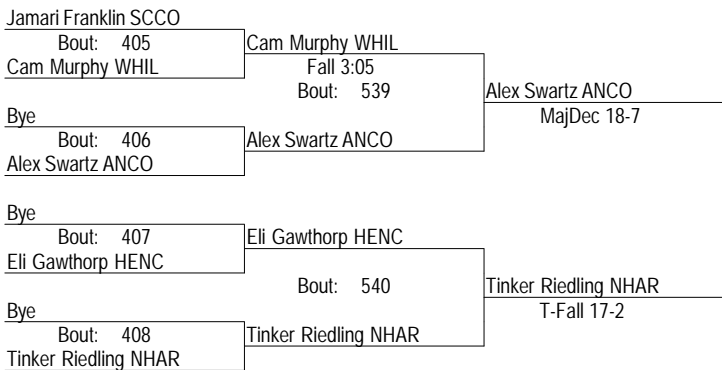 Jamari Franklin SCCO
Bout: 405
Cam Murphy WHIL
Cam Murphy WHIL
Fall 3:05
Bout: 539
Alex Swartz ANCO
MajDec 18-7
Bye
Bout: 406
Alex Swartz ANCO
Alex Swartz ANCO
Bye
Bout: 407
Eli Gawthorp HENC
Eli Gawthorp HENC
Bout: 540
Tinker Riedling NHAR
T-Fall 17-2
Bye
Bout: 408
Tinker Riedling NHAR
Tinker Riedling NHAR